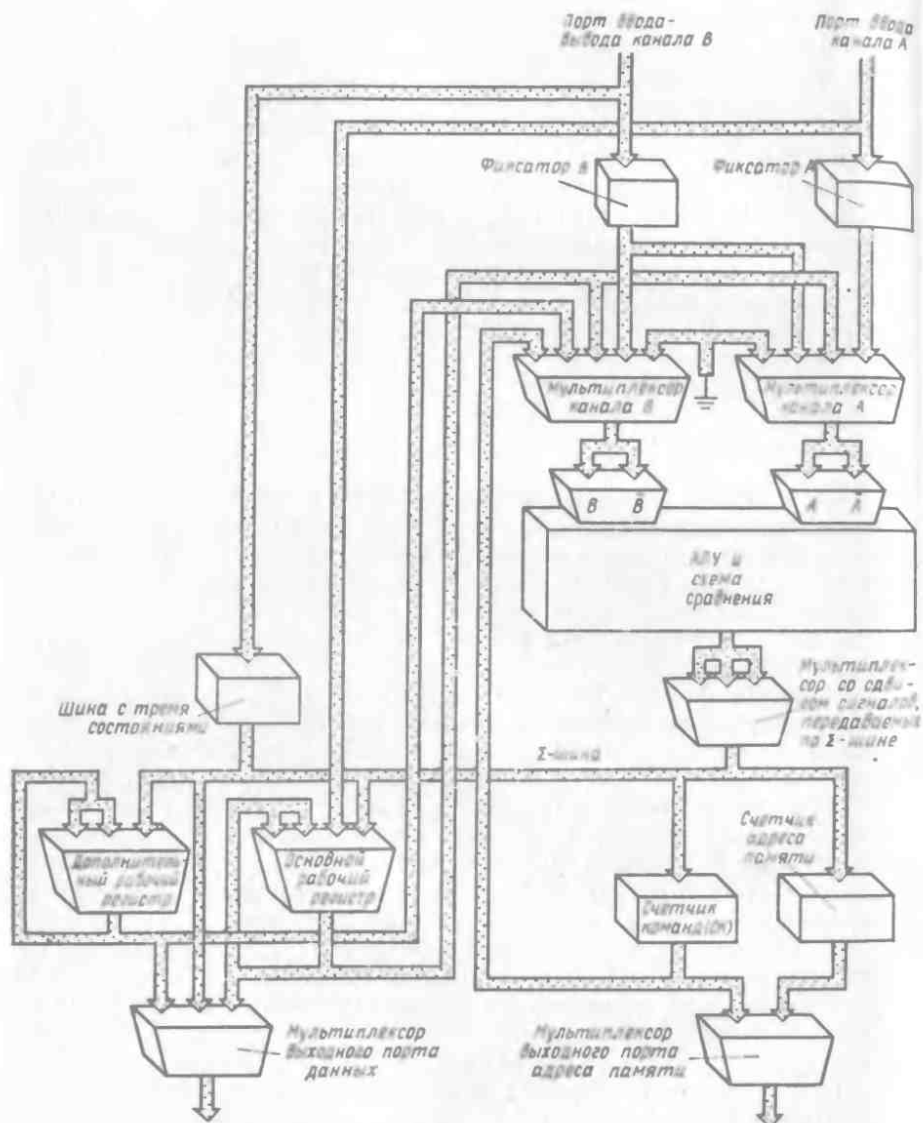 Порт ввода-
вывода канала В
Порт ввода
канала А
Фиксатор В
Фиксатор А
Мультиплексор
канала В
Мультиплексор
канала А
В B̄
А Ā
АЛУ и
схема
сравнения
Мультиплек-
сор со сдви-
гом сигналов,
передаваемых
по Σ-шине
Шина с тремя
состояниями
Σ-шина
Счетчик
адреса
памяти
Дополнитель-
ный рабочий
регистр
Основной
рабочий
регистр
Счетчик
команд (СК)
Мультиплексор
выходного порта
данных
Мультиплексор
выходного порта
адреса памяти